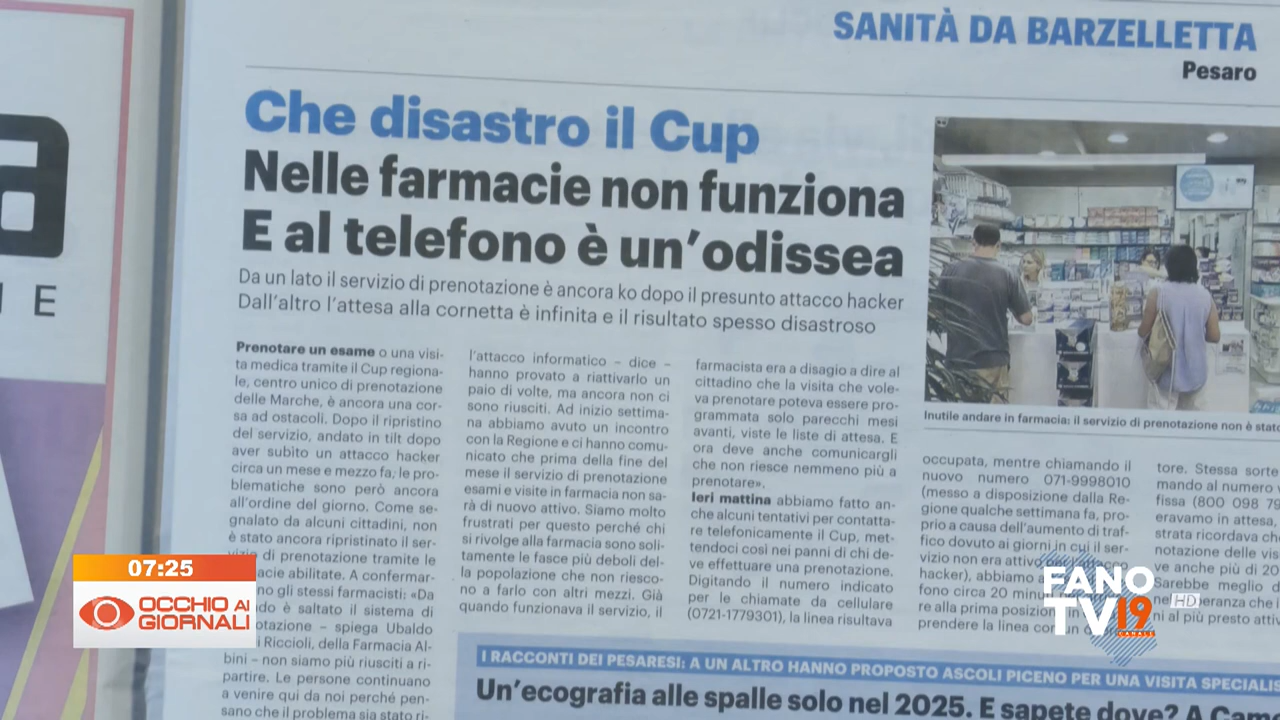 SANITÀ DA BARZELLETTA
Pesaro
Che disastro il Cup
Nelle farmacie non funziona
E al telefono è un'odissea
Da un lato il servizio di prenotazione è ancora ko dopo il presunto attacco hacker
Dall'altro l'attesa alla cornetta è infinita e il risultato spesso disastroso
Prenotare un esame o una visi-
ta medica tramite il Cup regiona-
le, centro unico di prenotazione
delle Marche, è ancora una cor-
sa ad ostacoli. Dopo il ripristino
del servizio, andato in tilt dopo
aver subito un attacco hacker
circa un mese e mezzo fa, le pro-
blematiche sono però ancora
all'ordine del giorno. Come se-
gnalato da alcuni cittadini, non
è stato ancora ripristinato il ser-
vizio di prenotazione tramite le
acie abilitate. A confermar-
no gli stessi farmacisti: «Da
do è saltato il sistema di
otazione – spiega Ubaldo
Riccioli, della Farmacia Al-
bini – non siamo più riusciti a ri-
partire. Le persone continuano
a venire qui da noi perché pen-
sano che il problema sia stato ri-
l'attacco informatico – dice –
hanno provato a riattivarlo un
paio di volte, ma ancora non ci
sono riusciti. Ad inizio settima-
na abbiamo avuto un incontro
con la Regione e ci hanno comu-
nicato che prima della fine del
mese il servizio di prenotazione
esami e visite in farmacia non sa-
rà di nuovo attivo. Siamo molto
frustrati per questo perché chi
si rivolge alla farmacia sono soli-
tamente le fasce più deboli del-
la popolazione che non riesco-
no a farlo con altri mezzi. Già
quando funzionava il servizio, il
farmacista era a disagio a dire al
cittadino che la visita che vole-
va prenotare poteva essere pro-
grammata solo parecchi mesi
avanti, viste le liste di attesa. E
ora deve anche comunicargli
che non riesce nemmeno più a
prenotare».
Ieri mattina abbiamo fatto an-
che alcuni tentativi per contatta-
re telefonicamente il Cup, met-
tendoci così nei panni di chi de-
ve effettuare una prenotazione.
Digitando il numero indicato
per le chiamate da cellulare
(0721-1779301), la linea risultava
Inutile andare in farmacia: il servizio di prenotazione non è stato
occupata, mentre chiamando il
nuovo numero 071-9998010
(messo a disposizione dalla Re-
gione qualche settimana fa, pro-
prio a causa dell'aumento di traf-
fico dovuto ai giorni in cui il ser-
vizio non era attivo
hacker), abbiamo
fono circa 20 minuti
re alla prima posizion
prendere la linea con un
tore. Stessa sorte
mando al numero v
fissa (800 098 79
eravamo in attesa,
strata ricordava che
notazione delle vis
ve anche più di 20
Sarebbe meglio d
peranza che l
ni al più presto attiv
I RACCONTI DEI PESARESI: A UN ALTRO HANNO PROPOSTO ASCOLI PICENO PER UNA VISITA SPECIALIS
Un'ecografia alle spalle solo nel 2025. E sapete dove? A Cam
07:25
OCCHIO AI
GIORNALI
FANO
TV19 HD
CANALE
a
NE